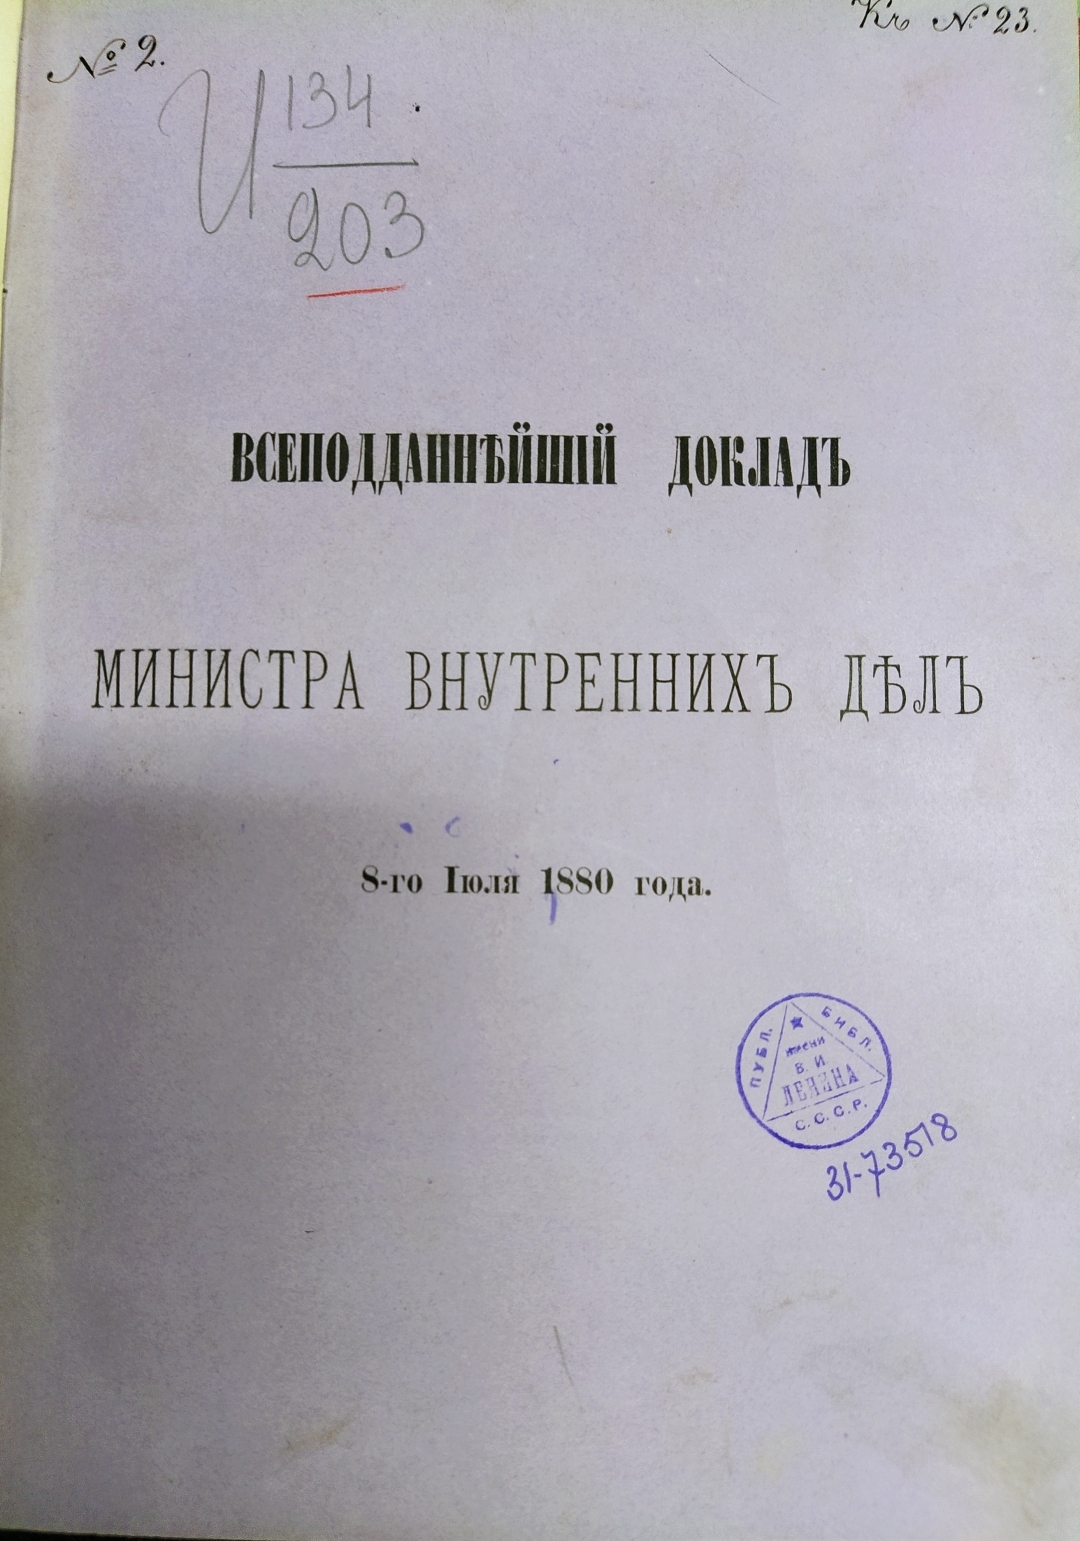 № 2.
Къ № 23.
И 134
203
ВСЕПОДДАННѢЙШІЙ ДОКЛАДЪ
МИНИСТРА ВНУТРЕННИХЪ ДѢЛЪ
8-го Іюля 1880 года.
ПУБЛ. БИБЛ.
ИМЕНИ
В. И.
ЛЕНИНА
С.С.С.Р.
31-73518